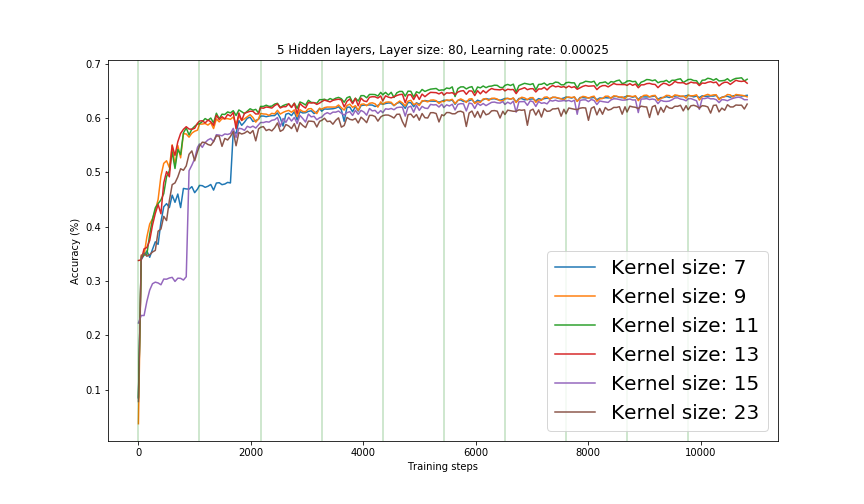 5 Hidden layers, Layer size: 80, Learning rate: 0.00025
Accuracy (%)
0.7
0.6
0.5
0.4
0.3
0.2
0.1
Kernel size: 7
Kernel size: 9
Kernel size: 11
Kernel size: 13
Kernel size: 15
Kernel size: 23
0 2000 4000 6000 8000 10000
Training steps